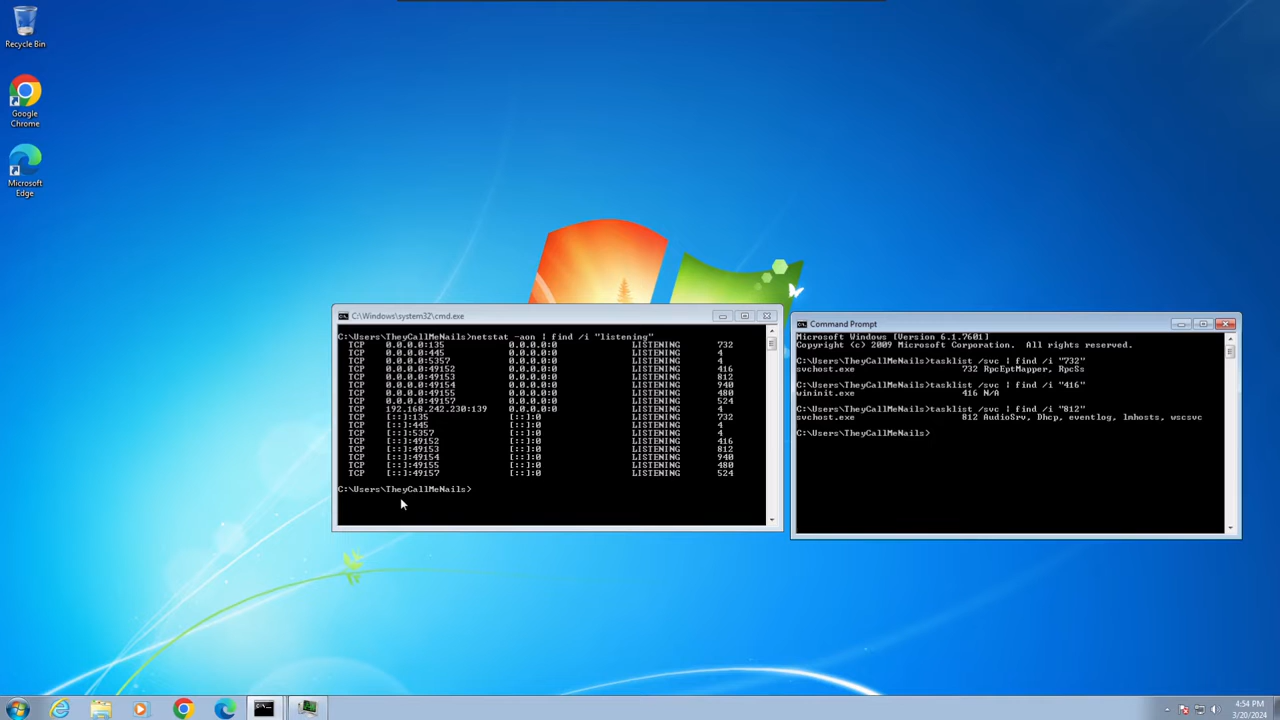 Recycle Bin
Google
Chrome
Microsoft
Edge
C:\Windows\system32\cmd.exe
C:\Users\TheyCallMeNails>netstat -aon | find /i "listening"
TCP 0.0.0.0:135 0.0.0.0:0 LISTENING 732
TCP 0.0.0.0:445 0.0.0.0:0 LISTENING 4
TCP 0.0.0.0:5357 0.0.0.0:0 LISTENING 4
TCP 0.0.0.0:49152 0.0.0.0:0 LISTENING 416
TCP 0.0.0.0:49153 0.0.0.0:0 LISTENING 812
TCP 0.0.0.0:49154 0.0.0.0:0 LISTENING 940
TCP 0.0.0.0:49155 0.0.0.0:0 LISTENING 480
TCP 0.0.0.0:49157 0.0.0.0:0 LISTENING 524
TCP 192.168.242.230:139 0.0.0.0:0 LISTENING 4
TCP [::]:135 [::]:0 LISTENING 732
TCP [::]:445 [::]:0 LISTENING 4
TCP [::]:5357 [::]:0 LISTENING 4
TCP [::]:49152 [::]:0 LISTENING 416
TCP [::]:49153 [::]:0 LISTENING 812
TCP [::]:49154 [::]:0 LISTENING 940
TCP [::]:49155 [::]:0 LISTENING 480
TCP [::]:49157 [::]:0 LISTENING 524
C:\Users\TheyCallMeNails>
Command Prompt
Microsoft Windows [Version 6.1.7601]
Copyright (c) 2009 Microsoft Corporation. All rights reserved.
C:\Users\TheyCallMeNails>tasklist /svc | find /i "732"
svchost.exe 732 RpcEptMapper, RpcSs
C:\Users\TheyCallMeNails>tasklist /svc | find /i "416"
wininit.exe 416 N/A
C:\Users\TheyCallMeNails>tasklist /svc | find /i "812"
svchost.exe 812 AudioSrv, Dhcp, eventlog, lmhosts, wscsvc
C:\Users\TheyCallMeNails>
4:54 PM
3/20/2024